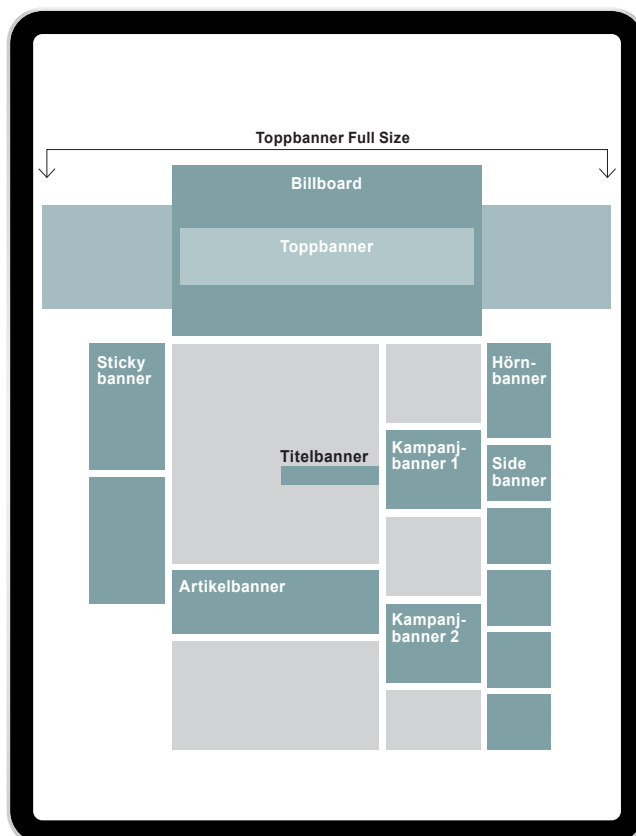 Toppbanner Full Size
Billboard
Toppbanner
Sticky
banner
Hörn-
banner
Titelbanner
Kampanj-
banner 1
Side
banner
Artikelbanner
Kampanj-
banner 2